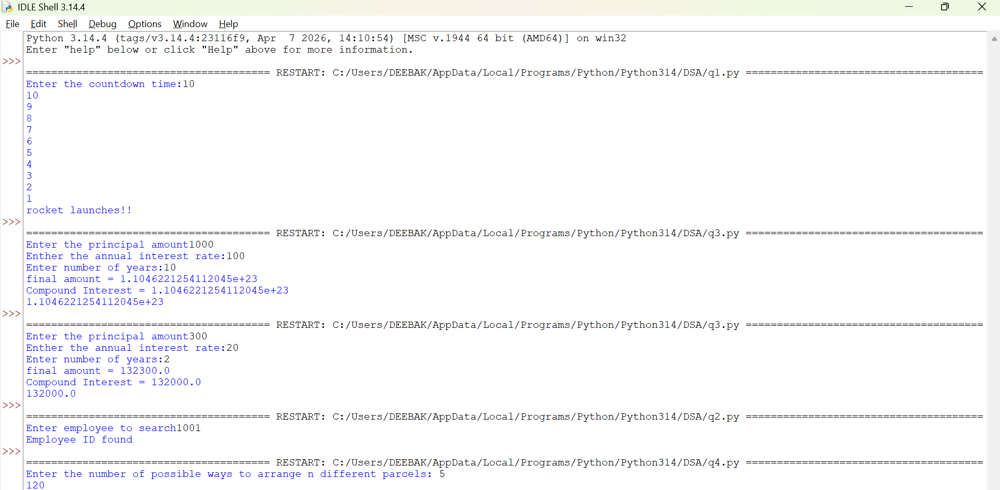 IDLE Shell 3.14.4
File Edit Shell Debug Options Window Help
Python 3.14.4 (tags/v3.14.4:23116f9, Apr  7 2026, 14:10:54) [MSC v.1944 64 bit (AMD64)] on win32
Enter "help" below or click "Help" above for more information.
>>>
======================================= RESTART: C:/Users/DEEBAK/AppData/Local/Programs/Python/Python314/DSA/q1.py ======================================
Enter the countdown time:10
10
9
8
7
6
5
4
3
2
1
rocket launches!!
>>>
======================================= RESTART: C:/Users/DEEBAK/AppData/Local/Programs/Python/Python314/DSA/q3.py ======================================
Enter the principal amount1000
Enther the annual interest rate:100
Enter number of years:10
final amount = 1.1046221254112045e+23
Compound Interest = 1.1046221254112045e+23
1.1046221254112045e+23
>>>
======================================= RESTART: C:/Users/DEEBAK/AppData/Local/Programs/Python/Python314/DSA/q3.py ======================================
Enter the principal amount300
Enther the annual interest rate:20
Enter number of years:2
final amount = 132300.0
Compound Interest = 132000.0
132000.0
>>>
======================================= RESTART: C:/Users/DEEBAK/AppData/Local/Programs/Python/Python314/DSA/q2.py ======================================
Enter employee to search1001
Employee ID found
>>>
======================================= RESTART: C:/Users/DEEBAK/AppData/Local/Programs/Python/Python314/DSA/q4.py ======================================
Enter the number of possible ways to arrange n different parcels: 5
120